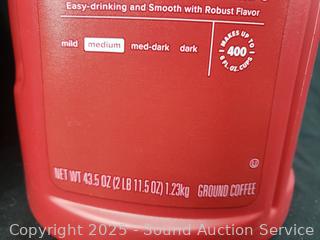 Easy-drinking and Smooth with Robust Flavor
mild medium med-dark dark
MAKES UP TO
400
6 FL. OZ. CUPS
U
NET WT 43.5 OZ (2 LB 11.5 OZ) 1.23kg GROUND COFFEE
Copyright 2025 - Sound Auction Service